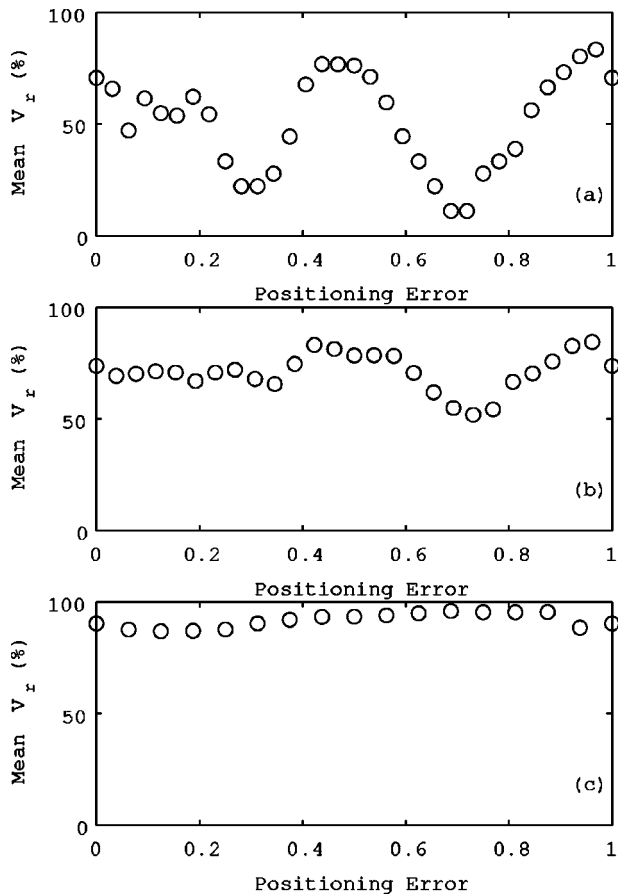 100
50
0
Mean V_r (%)
(a)
0 0.2 0.4 0.6 0.8 1
Positioning Error
100
50
0
Mean V_r (%)
(b)
0 0.2 0.4 0.6 0.8 1
Positioning Error
100
50
0
Mean V_r (%)
(c)
0 0.2 0.4 0.6 0.8 1
Positioning Error